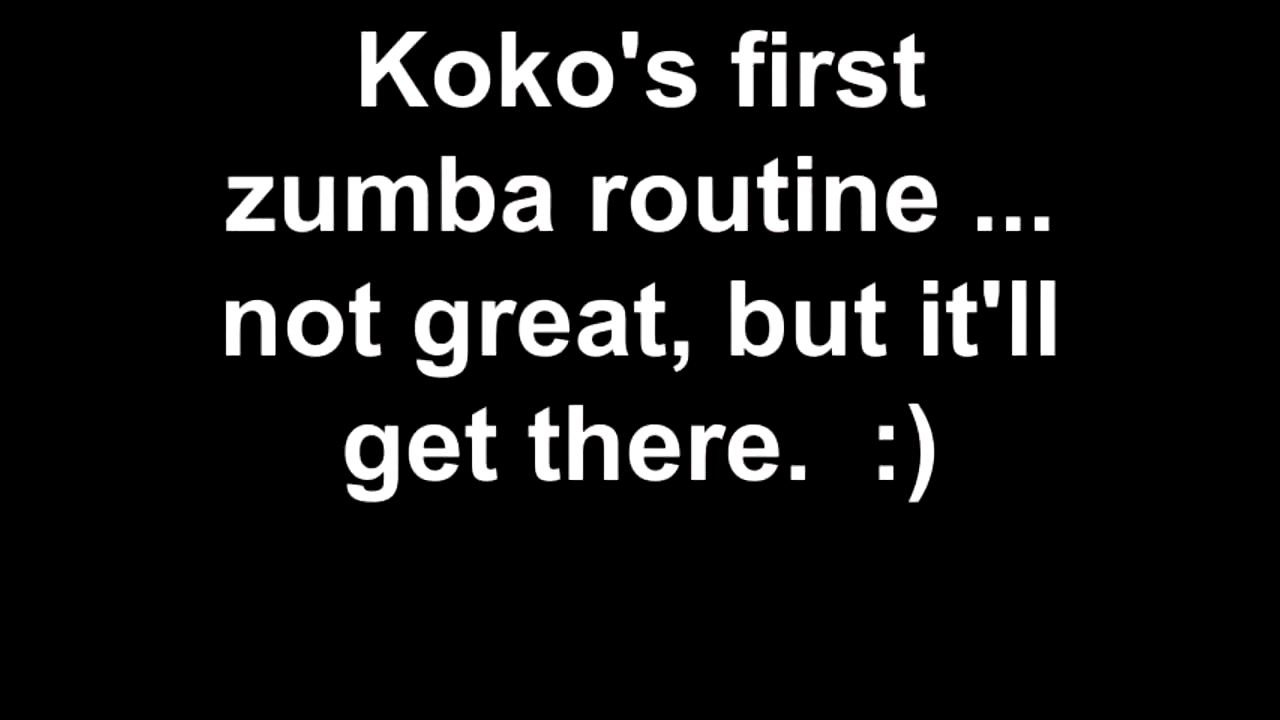 Koko's first
zumba routine ...
not great, but it'll
get there.  :)